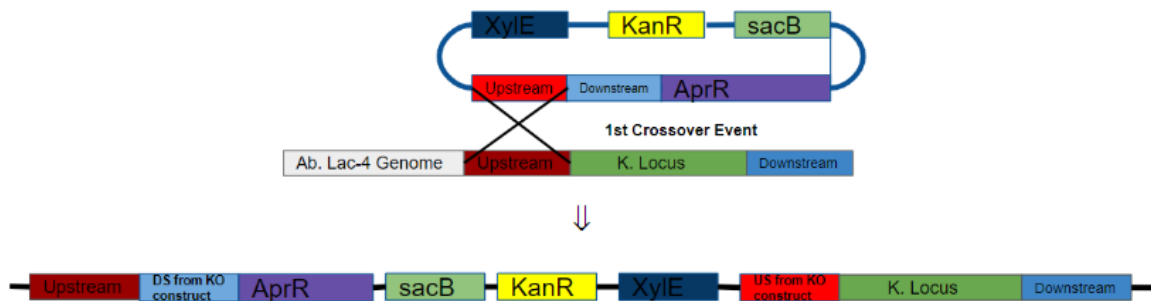 XylE KanR sacB
Upstream Downstream AprR
1st Crossover Event
Ab. Lac-4 Genome Upstream K. Locus Downstream
⇓
Upstream DS from KO construct AprR sacB KanR XylE US from KO construct K. Locus Downstream